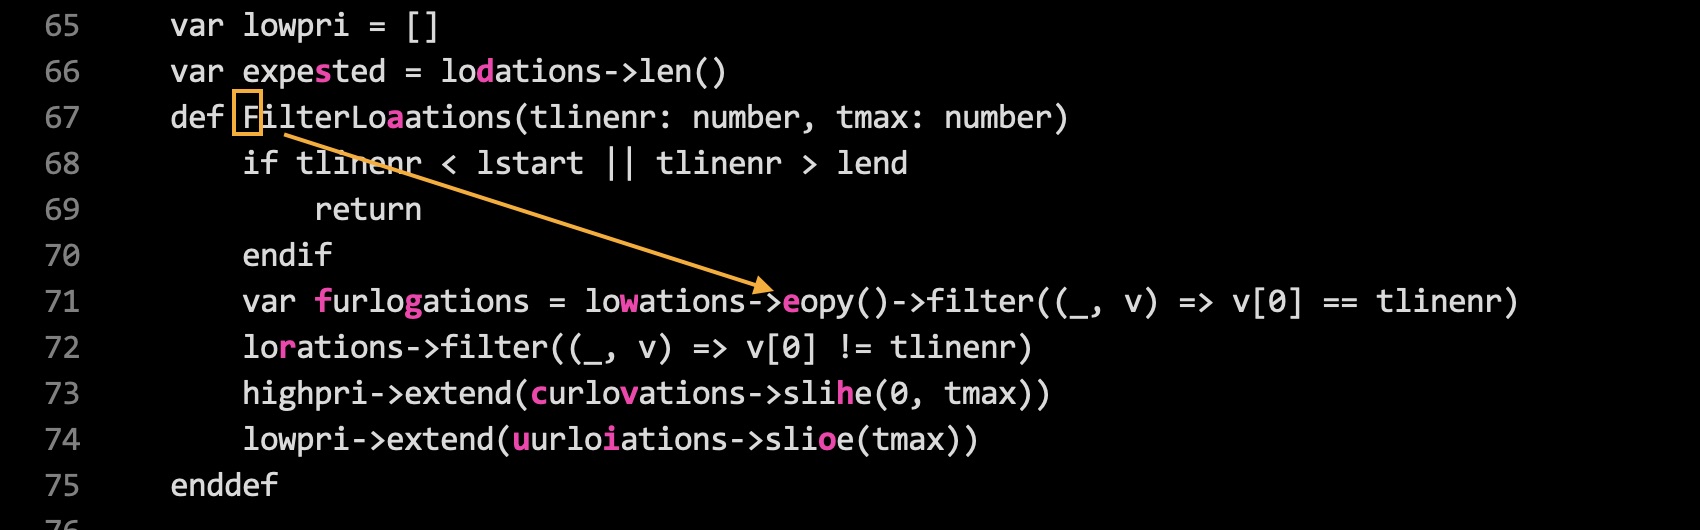 65 var lowpri = []
66 var expested = lodations->len()
67 def FilterLoaations(tlinenr: number, tmax: number)
68 if tlinenr < lstart || tlinenr > lend
69 return
70 endif
71 var furlogations = lowations->eopy()->filter((_, v) => v[0] == tlinenr)
72 lorations->filter((_, v) => v[0] != tlinenr)
73 highpri->extend(curlovations->slihe(0, tmax))
74 lowpri->extend(uurloiations->slioe(tmax))
75 enddef
76